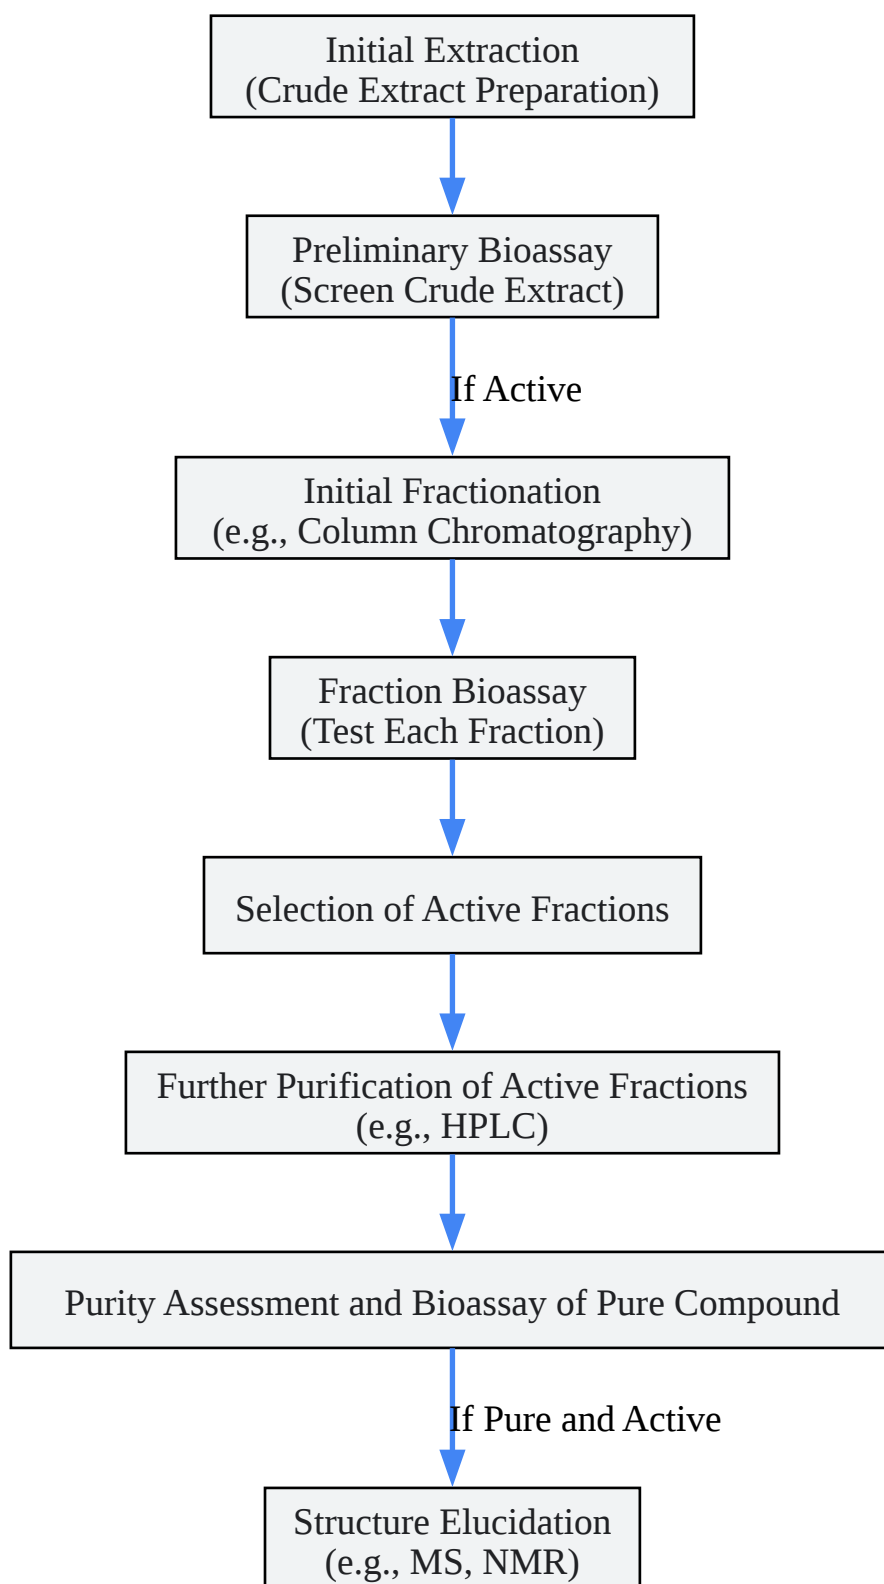 Initial Extraction
(Crude Extract Preparation)
Preliminary Bioassay
(Screen Crude Extract)
If Active
Initial Fractionation
(e.g., Column Chromatography)
Fraction Bioassay
(Test Each Fraction)
Selection of Active Fractions
Further Purification of Active Fractions
(e.g., HPLC)
Purity Assessment and Bioassay of Pure Compound
If Pure and Active
Structure Elucidation
(e.g., MS, NMR)